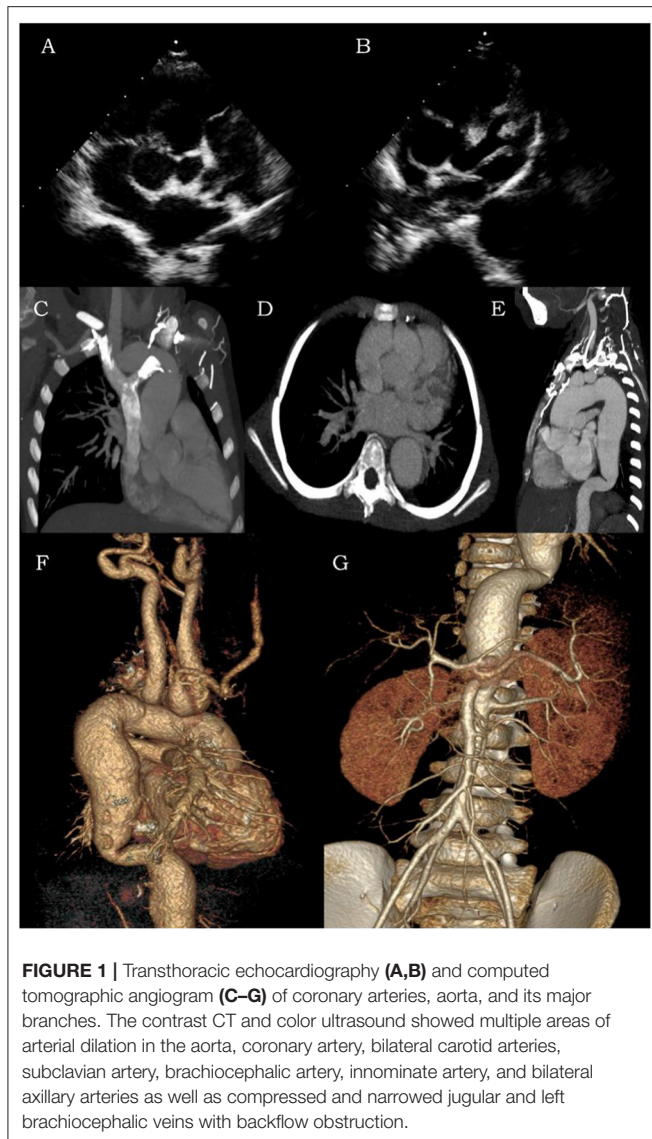 A
B
C
D
E
F
G
FIGURE 1 | Transthoracic echocardiography (A,B) and computed
tomographic angiogram (C–G) of coronary arteries, aorta, and its major
branches. The contrast CT and color ultrasound showed multiple areas of
arterial dilation in the aorta, coronary artery, bilateral carotid arteries,
subclavian artery, brachiocephalic artery, innominate artery, and bilateral
axillary arteries as well as compressed and narrowed jugular and left
brachiocephalic veins with backflow obstruction.